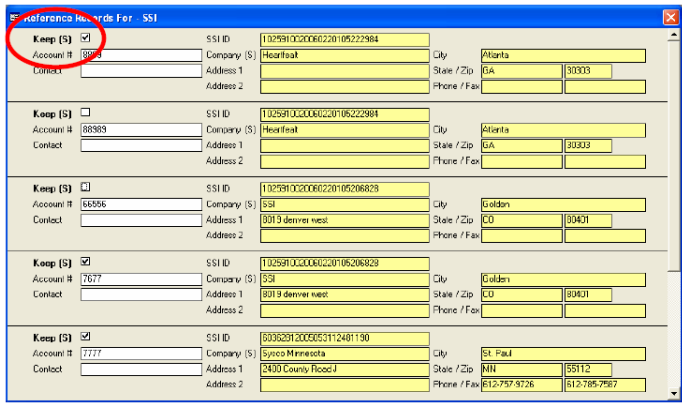 Reference Records For - SSI
Keep (S) SSI ID 1025910020060220105222984
Account # 8889 Company (S) Heartfealt City Atlanta
Contact Address 1 State / Zip GA 30303
Address 2 Phone / Fax
Keep (S) SSI ID 1025910020060220105222984
Account # 88989 Company (S) Heartfealt City Atlanta
Contact Address 1 State / Zip GA 30303
Address 2 Phone / Fax
Keep (S) SSI ID 1025910020060220105206828
Account # 66556 Company (S) SSI City Golden
Contact Address 1 8019 denver west State / Zip CO 80401
Address 2 Phone / Fax
Keep (S) SSI ID 1025910020060220105206828
Account # 7677 Company (S) SSI City Golden
Contact Address 1 8019 denver west State / Zip CO 80401
Address 2 Phone / Fax
Keep (S) SSI ID
Account # 7777 Company (S) Sysco Minnesota City St. Paul
Contact Address 1 2400 County Road J State / Zip MN 55112
Address 2 Phone / Fax 612-757-9726 612-785-7587